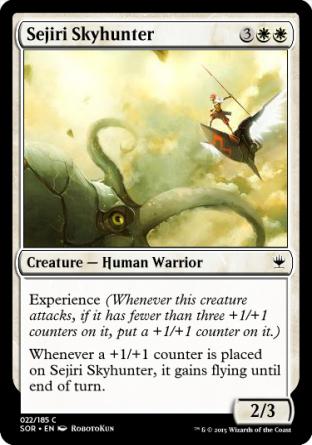 Sejiri Skyhunter 3
Creature — Human Warrior
Experience (Whenever this creature
attacks, if it has fewer than three +1/+1
counters on it, put a +1/+1 counter on it.)
Whenever a +1/+1 counter is placed
on Sejiri Skyhunter, it gains flying until
end of turn.
2/3
022/185 C
SOR • EN RobotoKun
™ & © 2015 Wizards of the Coast